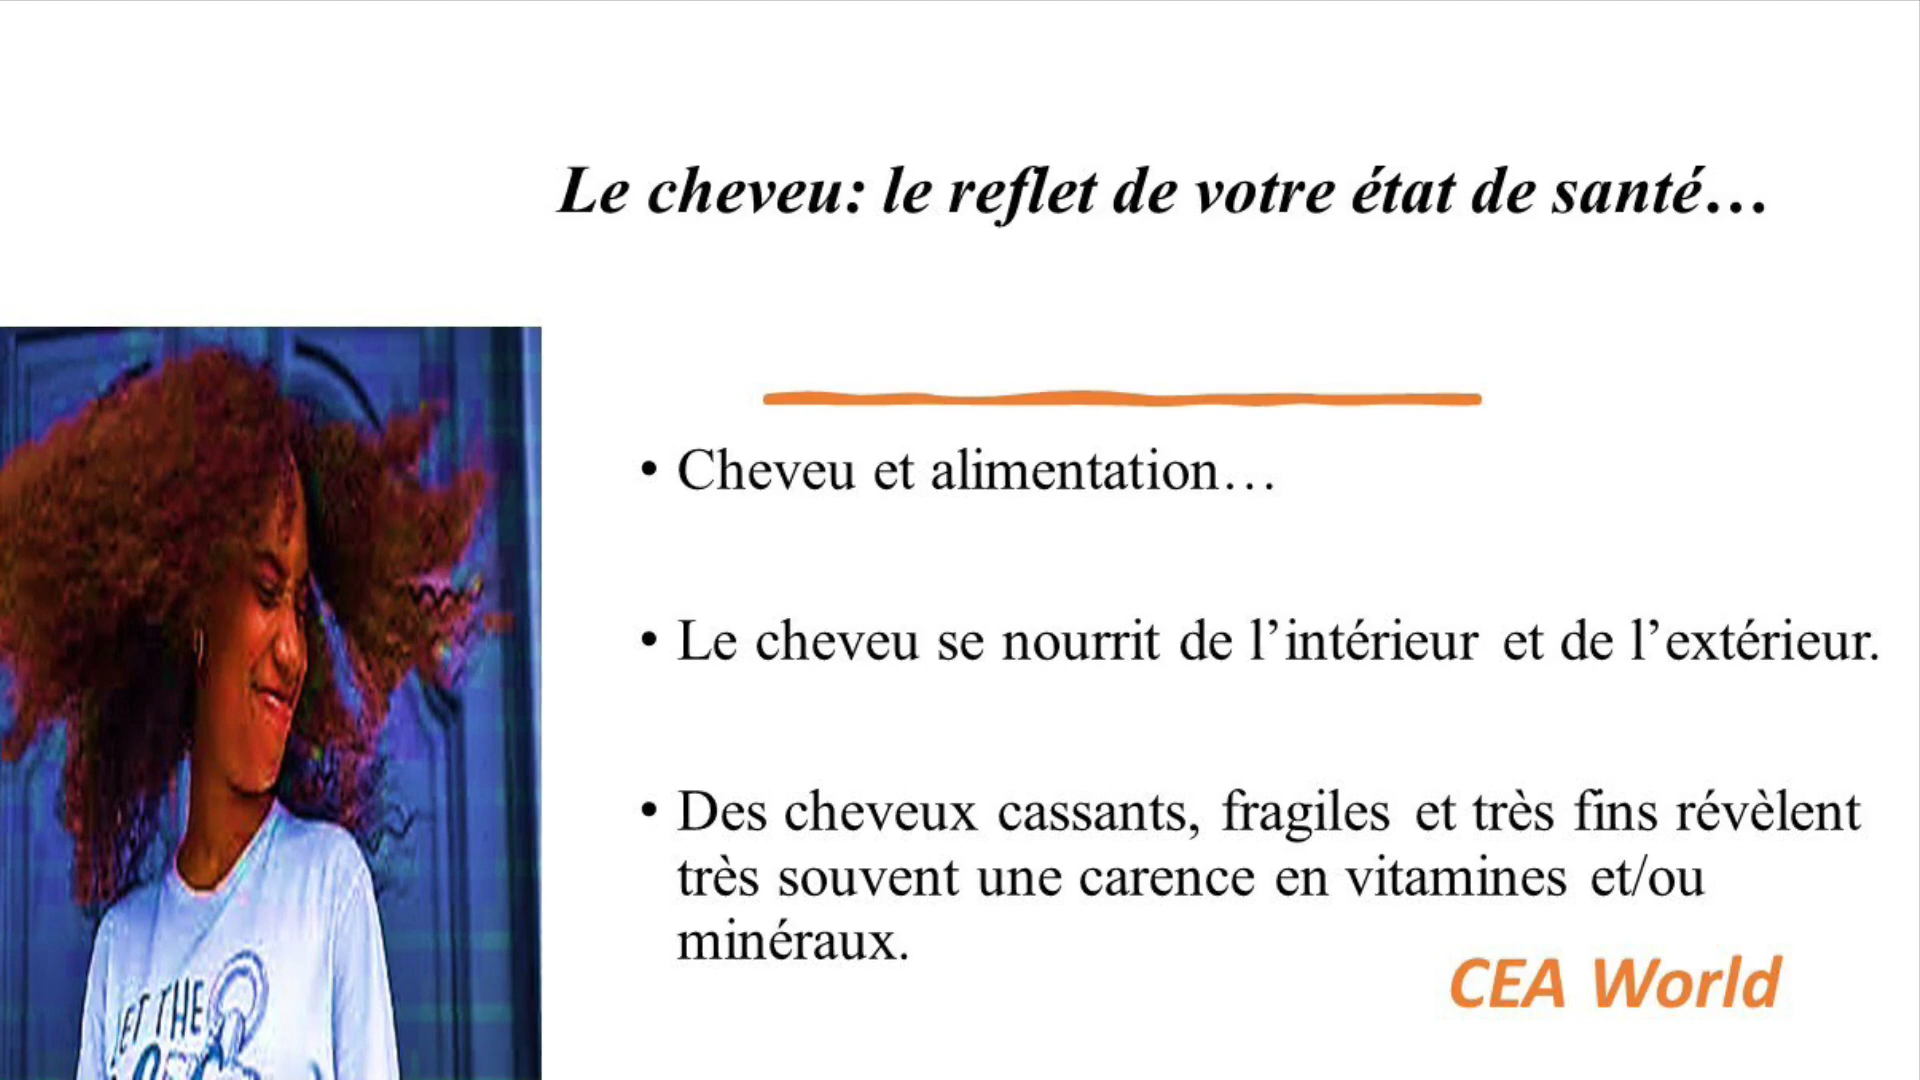 Le cheveu: le reflet de votre état de santé…
• Cheveu et alimentation…
• Le cheveu se nourrit de l’intérieur et de l’extérieur.
• Des cheveux cassants, fragiles et très fins révèlent
très souvent une carence en vitamines et/ou
minéraux.
CEA World
LET THE